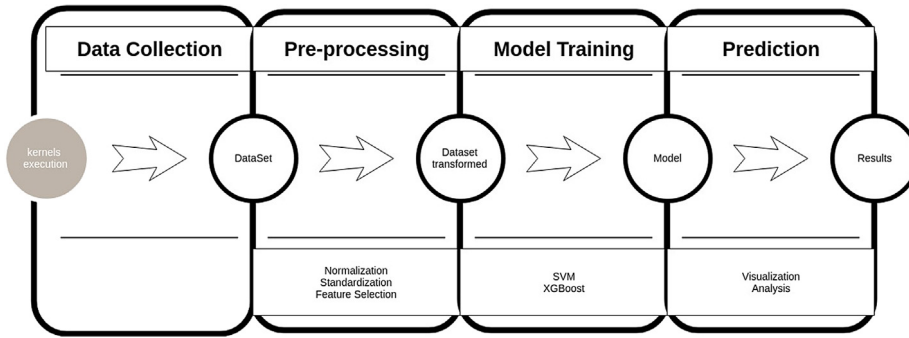 Data Collection
Pre-processing
Model Training
Prediction
kernels
execution
DataSet
Dataset
transformed
Model
Results
Normalization
Standardization
Feature Selection
SVM
XGBoost
Visualization
Analysis